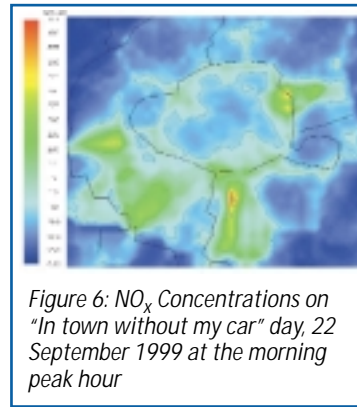 Figure 6: NOx Concentrations on
"In town without my car" day, 22
September 1999 at the morning
peak hour